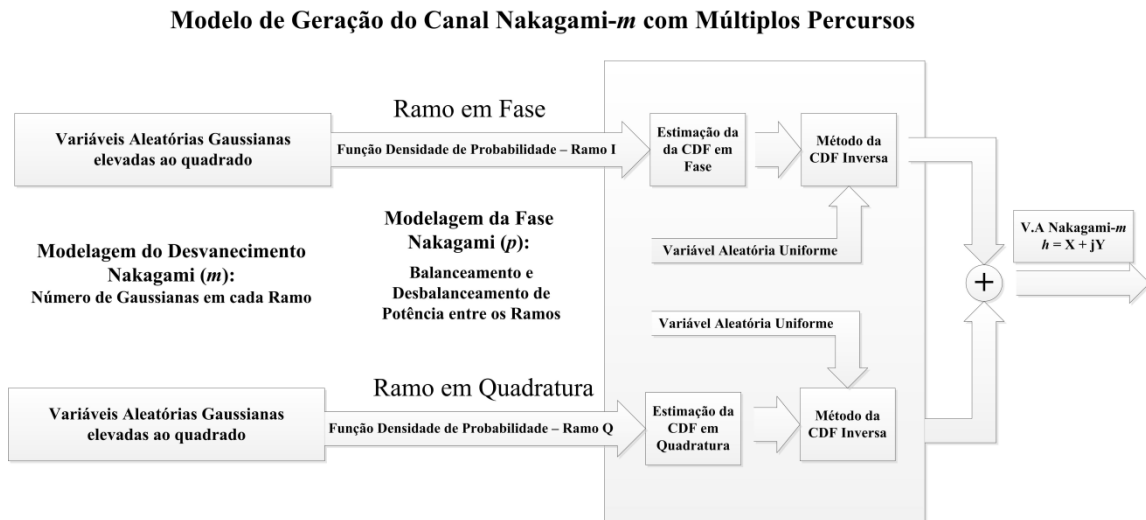 Modelo de Geração do Canal Nakagami-m com Múltiplos Percursos
Ramo em Fase
Variáveis Aleatórias Gaussianas
elevadas ao quadrado
Função Densidade de Probabilidade – Ramo I
Estimação da
da CDF em
Fase
Método da
CDF Inversa
Modelagem do Desvanecimento
Nakagami (m):
Número de Gaussianas em cada Ramo
Modelagem da Fase
Nakagami (p):
Balanceamento e
Desbalanceamento de
Potência entre os Ramos
Variável Aleatória Uniforme
Variável Aleatória Uniforme
+
V.A Nakagami-m
h = X + jY
Ramo em Quadratura
Variáveis Aleatórias Gaussianas
elevadas ao quadrado
Função Densidade de Probabilidade – Ramo Q
Estimação da
CDF em
Quadratura
Método da
CDF Inversa